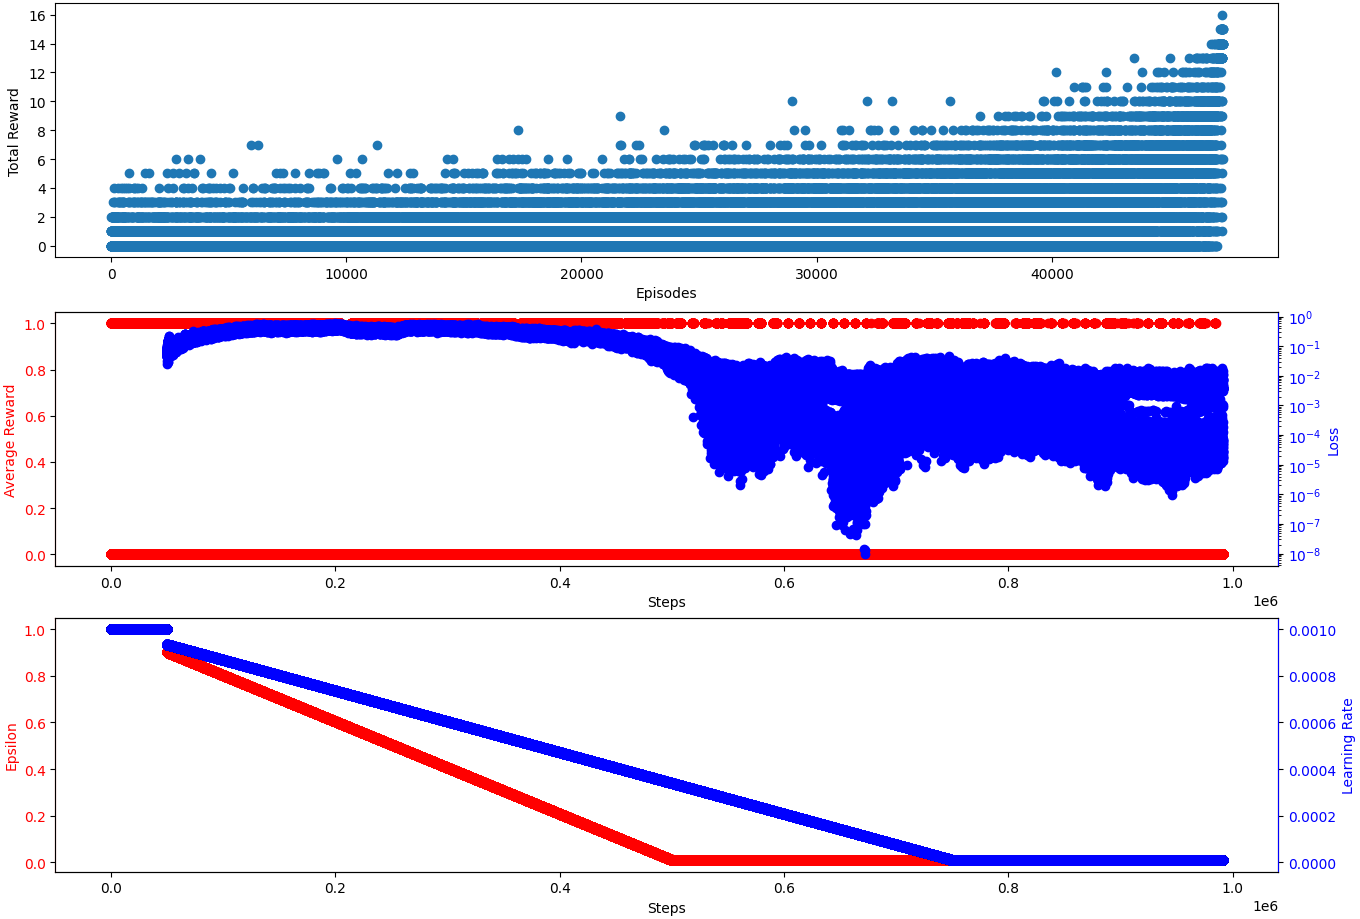 Total Reward
16
14
12
10
8
6
4
2
0
0 10000 20000 30000 40000
Episodes
Average Reward
1.0
0.8
0.6
0.4
0.2
0.0
10⁰
10⁻¹
10⁻²
10⁻³
10⁻⁴
10⁻⁵
10⁻⁶
10⁻⁷
10⁻⁸
Loss
0.0 0.2 0.4 0.6 0.8 1.0
1e6
Steps
Epsilon
1.0
0.8
0.6
0.4
0.2
0.0
0.0010
0.0008
0.0006
0.0004
0.0002
0.0000
Learning Rate
0.0 0.2 0.4 0.6 0.8 1.0
1e6
Steps